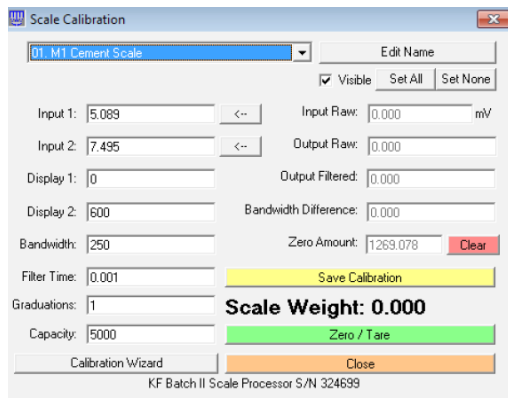 Scale Calibration
01. M1 Cement Scale Edit Name
Visible Set All Set None
Input 1: 5.089 <-- Input Raw: 0.000 mV
Input 2: 7.495 <-- Output Raw: 0.000
Display 1: 0 Output Filtered: 0.000
Display 2: 600 Bandwidth Difference: 0.000
Bandwidth: 250 Zero Amount: 1269.078 Clear
Filter Time: 0.001 Save Calibration
Graduations: 1 Scale Weight: 0.000
Capacity: 5000 Zero / Tare
Calibration Wizard Close
KF Batch II Scale Processor S/N 324699